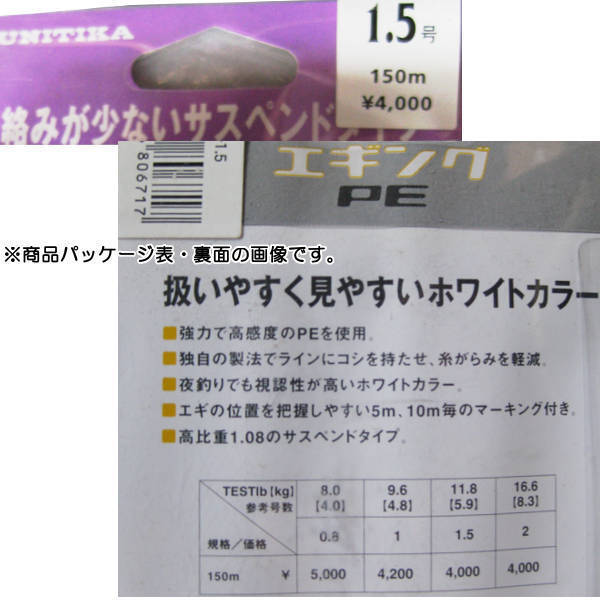 UNITIKA
1.5号
150m
¥4,000
絡みが少ないサスペンドタイプ
1.5
806717
エギング
PE
※商品パッケージ表・裏面の画像です。
扱いやすく見やすいホワイトカラー
■強力で高感度のPEを使用。
■独自の製法でラインにコシを持たせ、糸がらみを軽減。
■夜釣りでも視認性が高いホワイトカラー。
■エギの位置を把握しやすい5m、10m毎のマーキング付き。
■高比重1.08のサスペンドタイプ。
TESTlb[kg] 8.0 9.6 11.8 16.6
[4.0] [4.8] [5.9] [8.3]
参考号数 0.8 1 1.5 2
規格/価格
150m ¥ 5,000 4,200 4,000 4,000